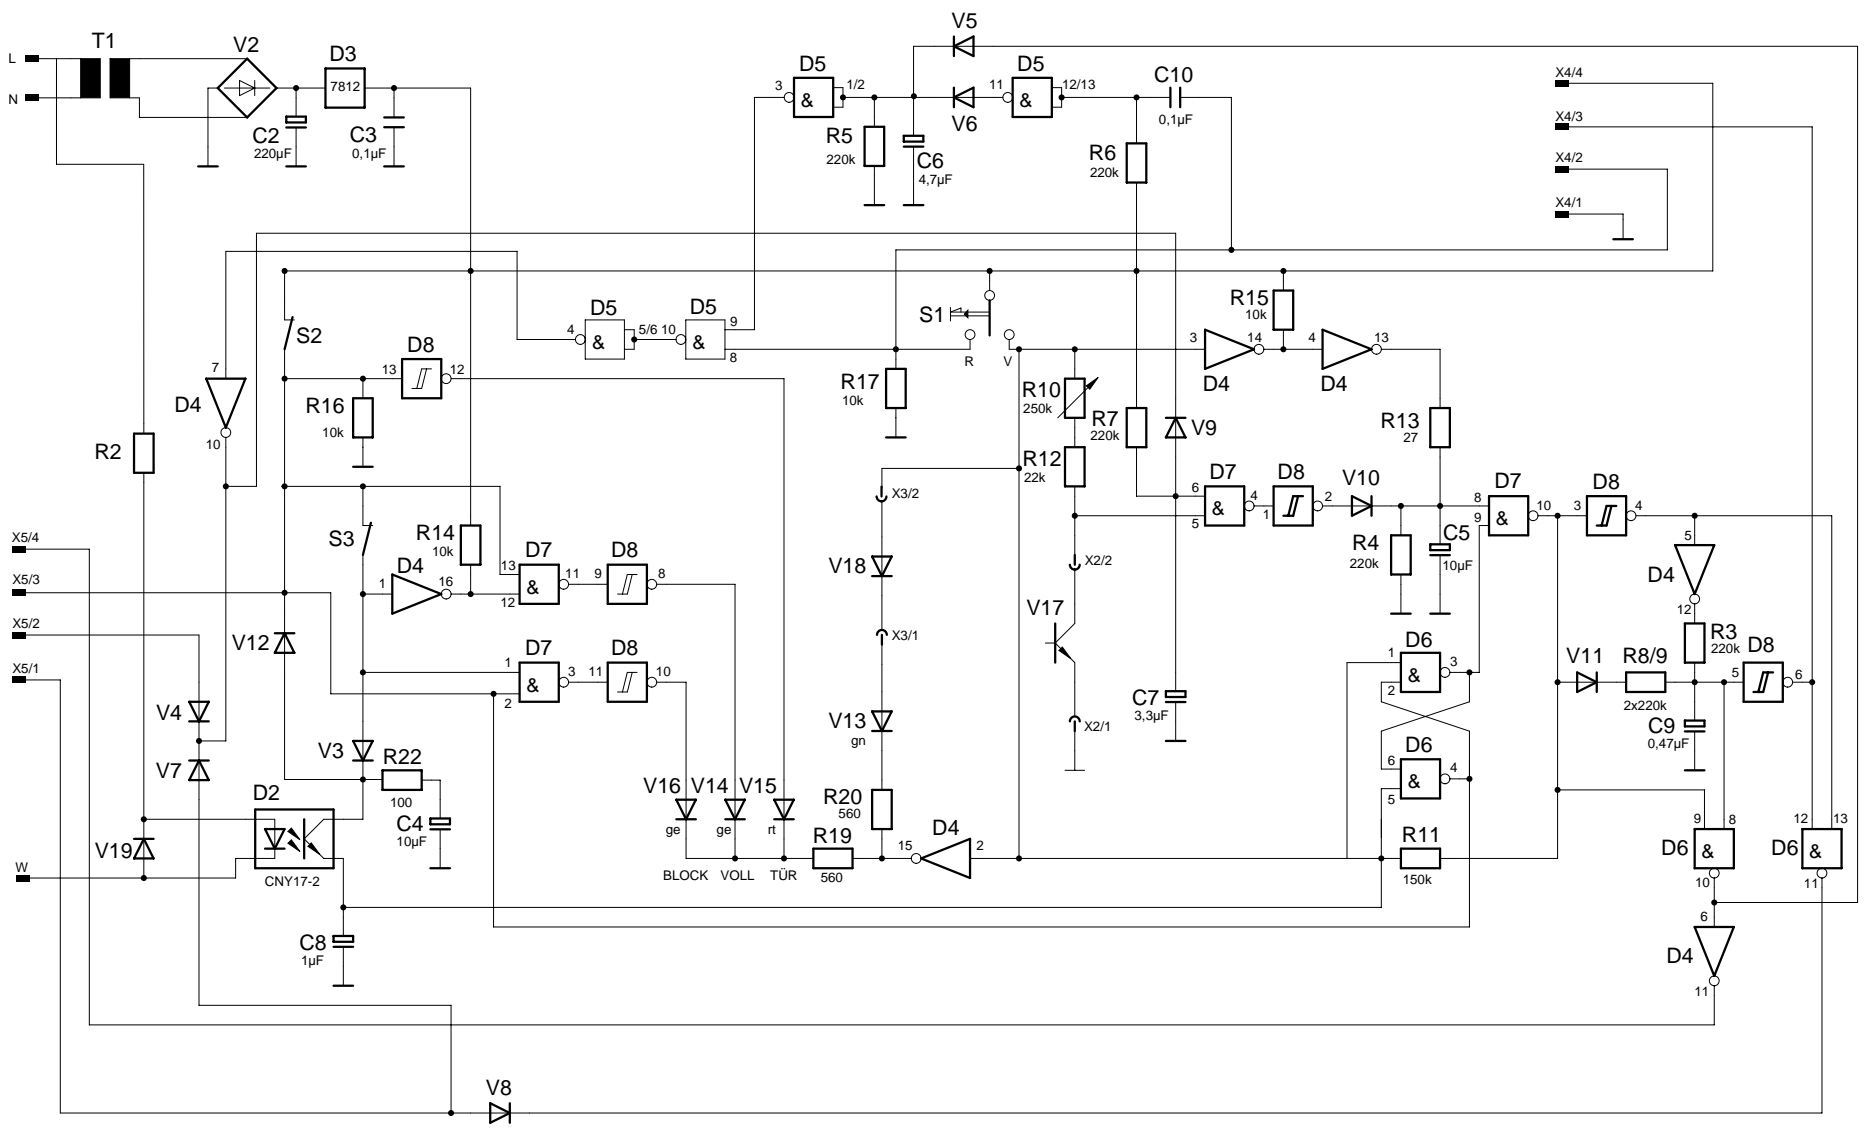 V5
T1
V2
D3
L
7812
N
C2
220µF
C3
0,1µF
D5
3
&
1/2
R5
220k
C6
4,7µF
V6
D5
11
&
12/13
C10
0,1µF
R6
220k
X4/4
X4/3
X4/2
X4/1
S2
D5
4
&
5/6
D5
10
&
9
8
S1
R
V
R15
10k
3
14
D4
4
13
D4
7
D4
10
D8
13
12
R16
10k
R17
10k
R10
250k
R12
22k
R7
220k
V9
R13
27
R2
X3/2
V18
X3/1
V13
gn
D7
6
5
&
4
D8
1
2
V10
R4
220k
C5
10µF
D7
8
9
&
10
D8
3
4
5
D4
12
R3
220k
X5/4
X5/3
X5/2
X5/1
S3
R14
10k
D4
1
16
D7
13
12
&
11
D8
9
8
X2/2
V17
X2/1
V12
D7
1
2
&
3
D8
11
10
D6
1
2
&
3
D6
6
5
&
4
V11
R8/9
2x220k
D8
5
6
C9
0,47µF
C7
3,3µF
V4
V7
V3
R22
100
C4
10µF
D2
CNY17-2
V19
W
V16
ge
V14
ge
V15
rt
R20
560
R19
560
D4
15
2
R11
150k
BLOCK
VOLL
TÜR
9
8
D6
&
10
12
13
D6
&
11
C8
1µF
6
D4
11
V8